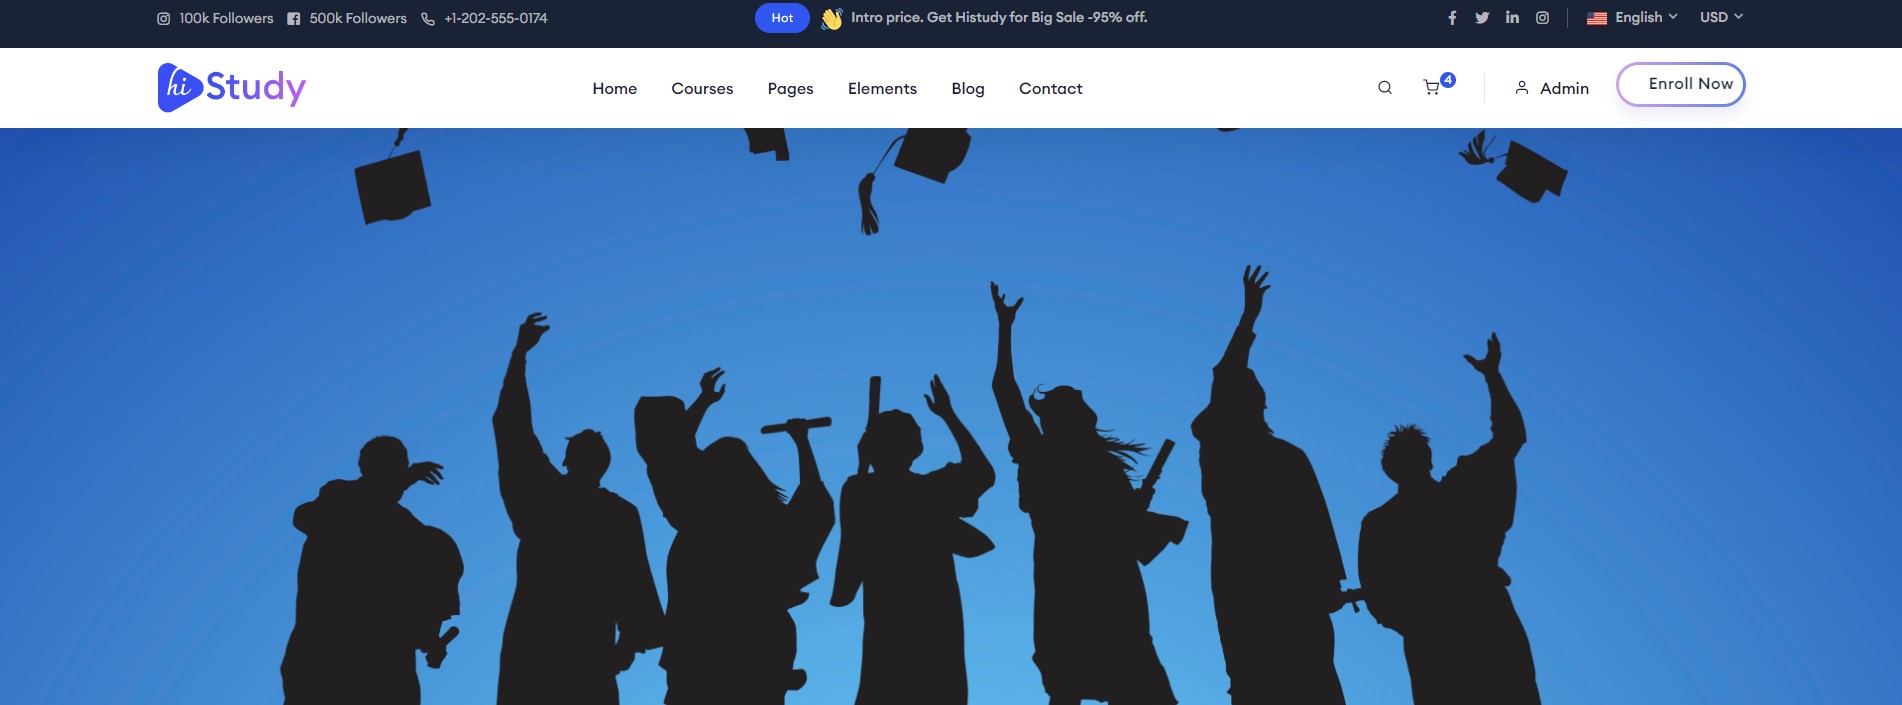 100k Followers 500k Followers +1-202-555-0174 Hot 👋 Intro price. Get Histudy for Big Sale -95% off. English USD
hi Study Home Courses Pages Elements Blog Contact 4 Admin Enroll Now